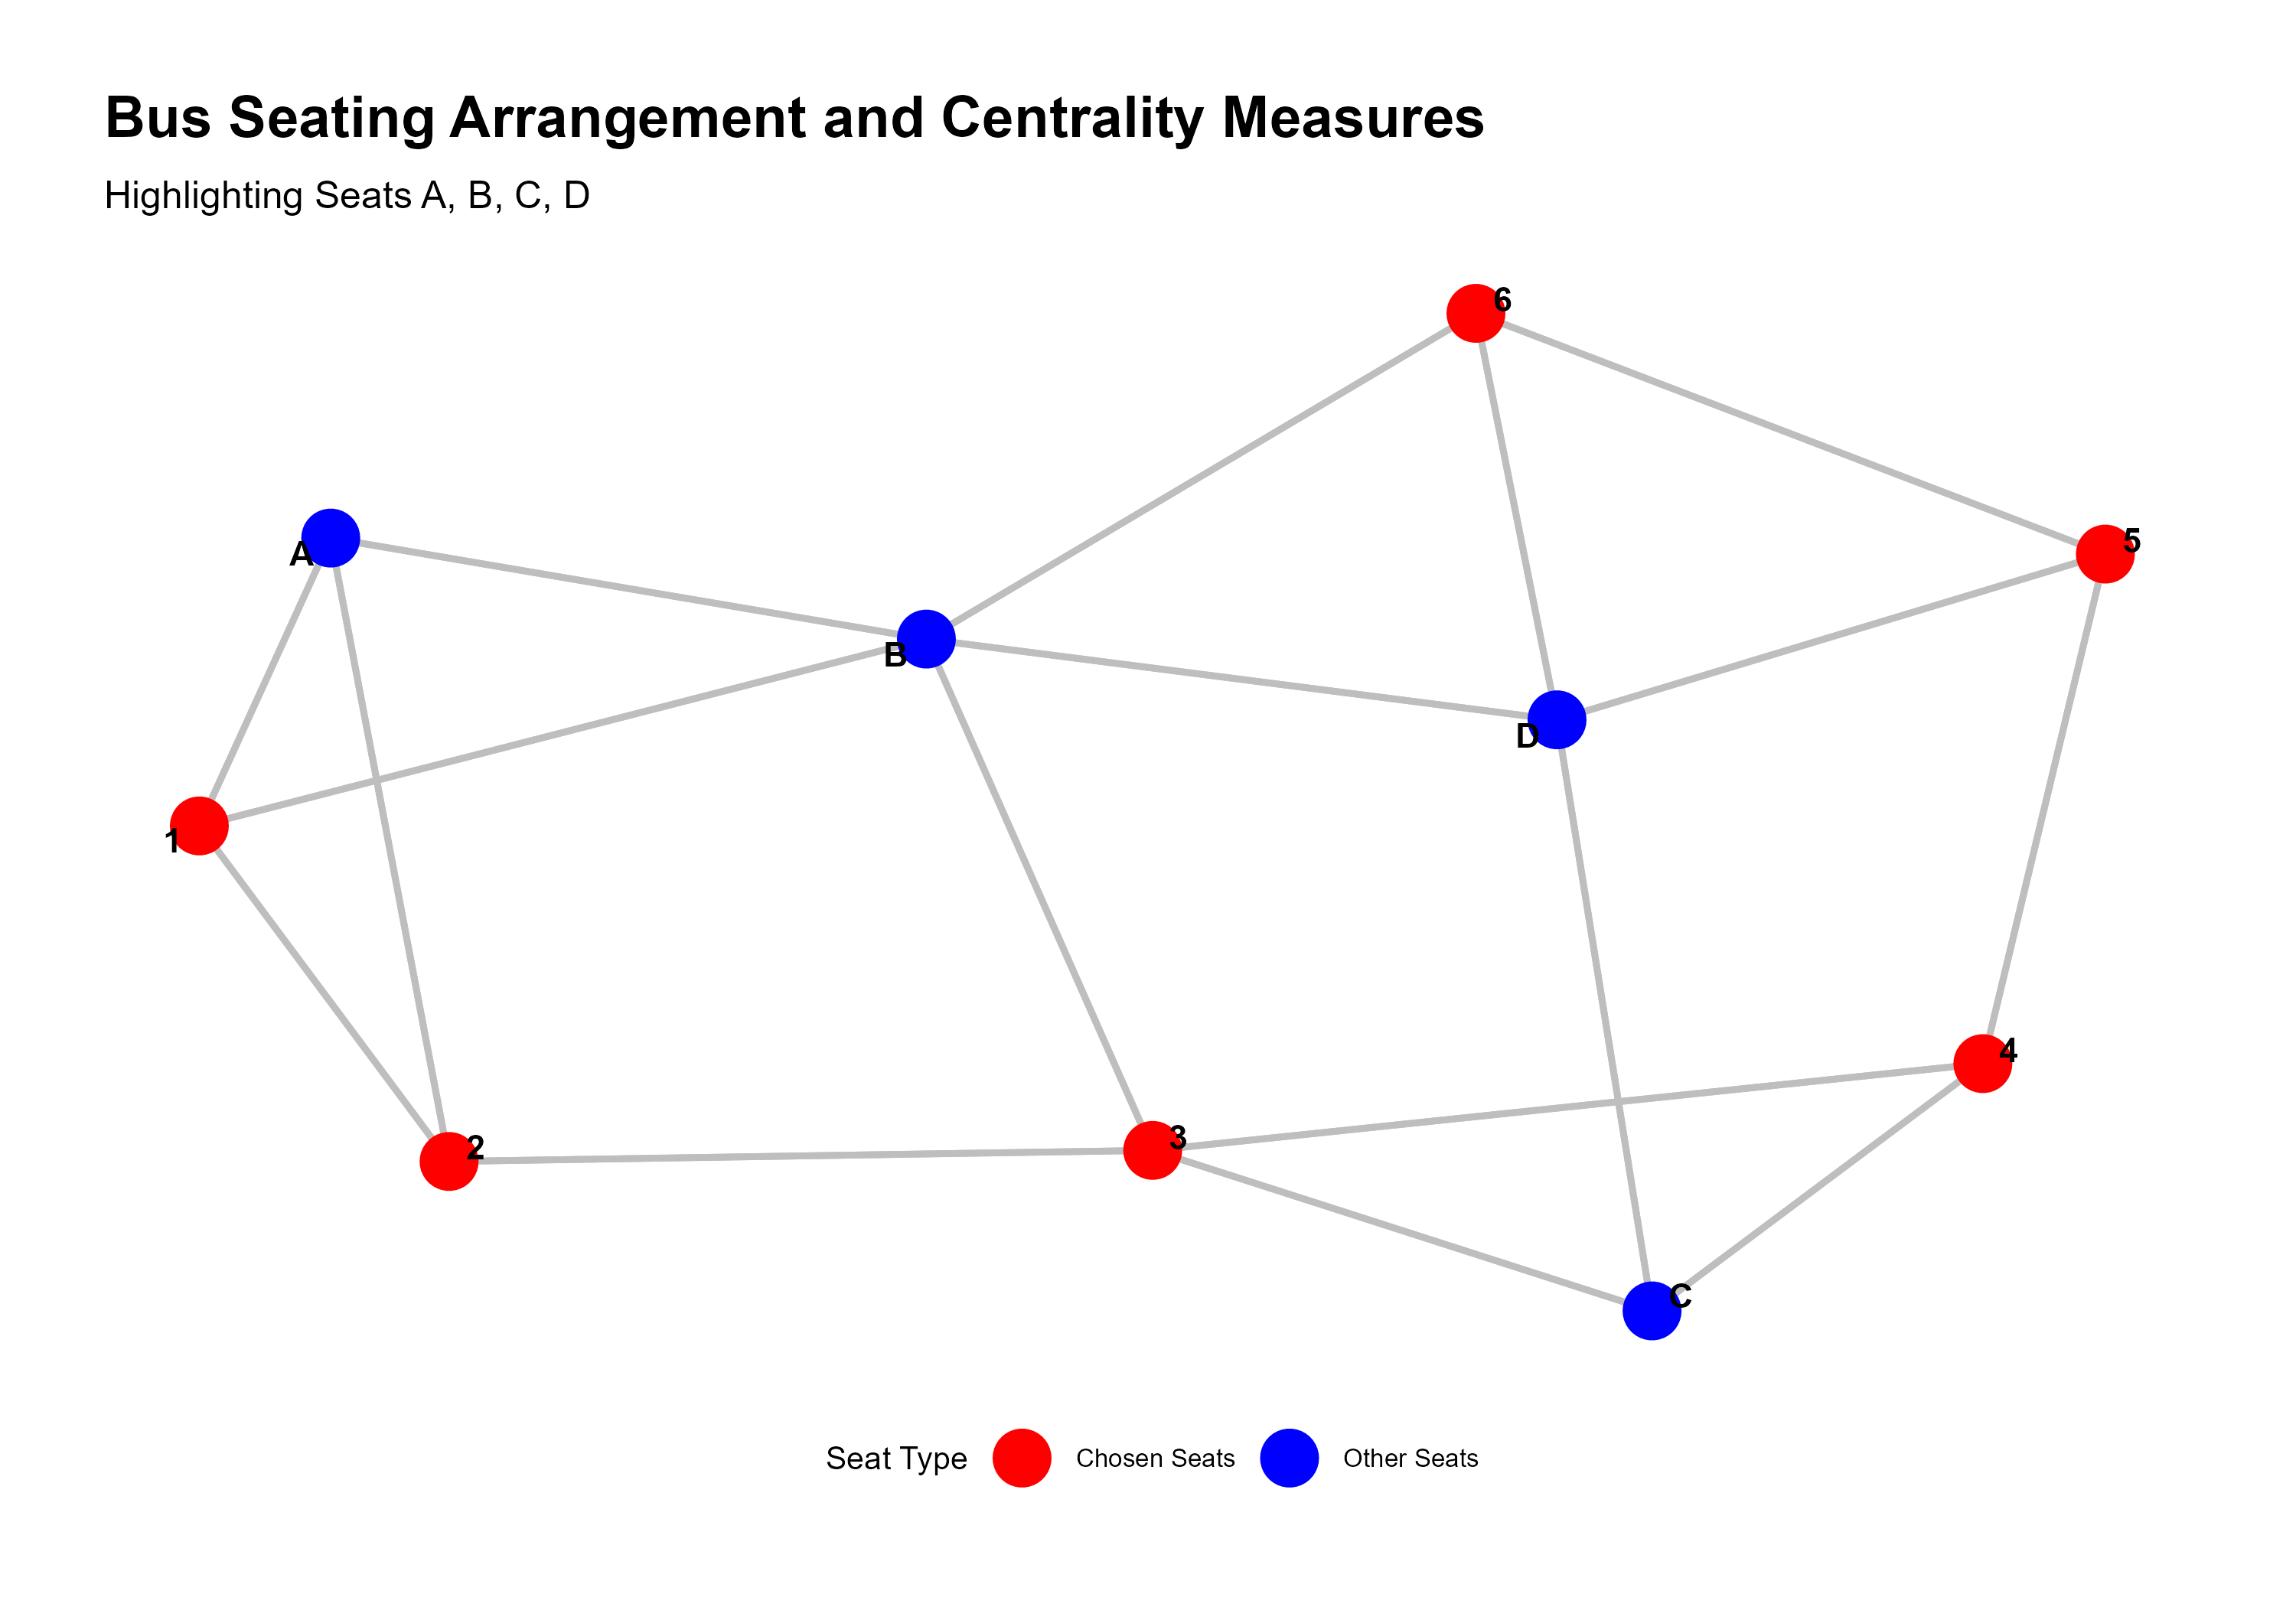 Bus Seating Arrangement and Centrality Measures
Highlighting Seats A, B, C, D
6
5
A
B
D
1
4
3
2
C
Seat Type Chosen Seats Other Seats